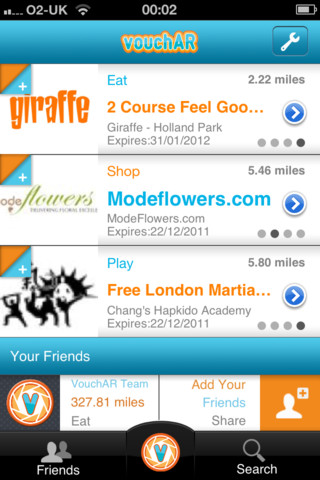 O2-UK 00:02
vouchAR
giraffe
Eat 2.22 miles
2 Course Feel Goo...
Giraffe - Holland Park
Expires:31/01/2012
odeflowers
DELIVERING FLORAL EXCELLE
Shop 5.46 miles
Modeflowers.com
ModeFlowers.com
Expires:22/12/2011
Play 5.80 miles
Free London Martia...
Chang's Hapkido Academy
Expires:22/12/2011
Your Friends
V
VouchAR Team
327.81 miles
Eat
Add Your
Friends
Share
Friends
V
Search